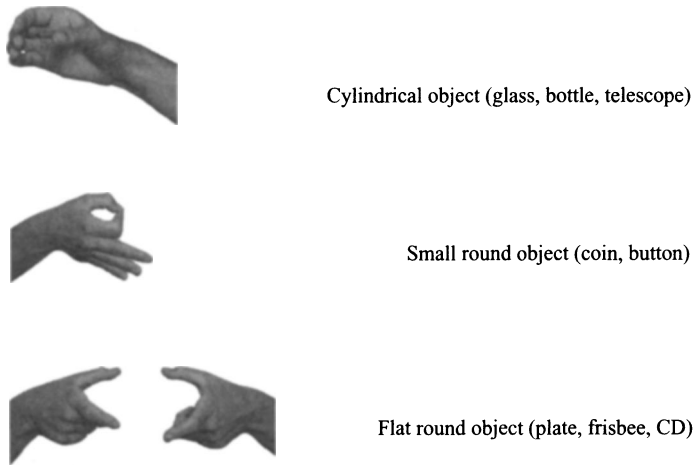 Cylindrical object (glass, bottle, telescope)
Small round object (coin, button)
Flat round object (plate, frisbee, CD)